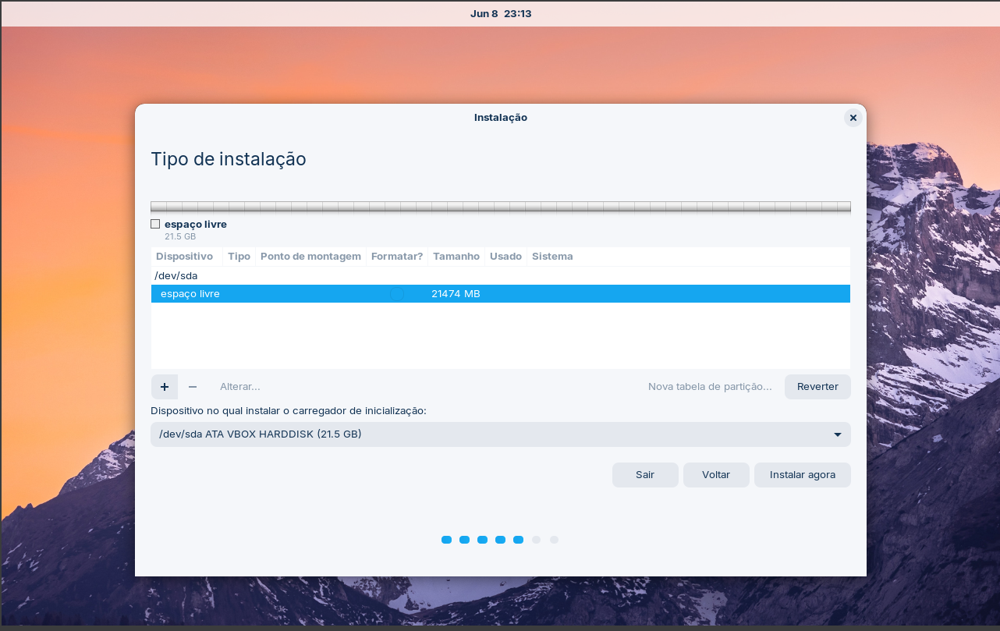 Jun 8 23:13
Instalação
Tipo de instalação
espaço livre
21.5 GB
Dispositivo Tipo Ponto de montagem Formatar? Tamanho Usado Sistema
/dev/sda
espaço livre 21474 MB
+ − Alterar... Nova tabela de partição... Reverter
Dispositivo no qual instalar o carregador de inicialização:
/dev/sda ATA VBOX HARDDISK (21.5 GB)
Sair Voltar Instalar agora